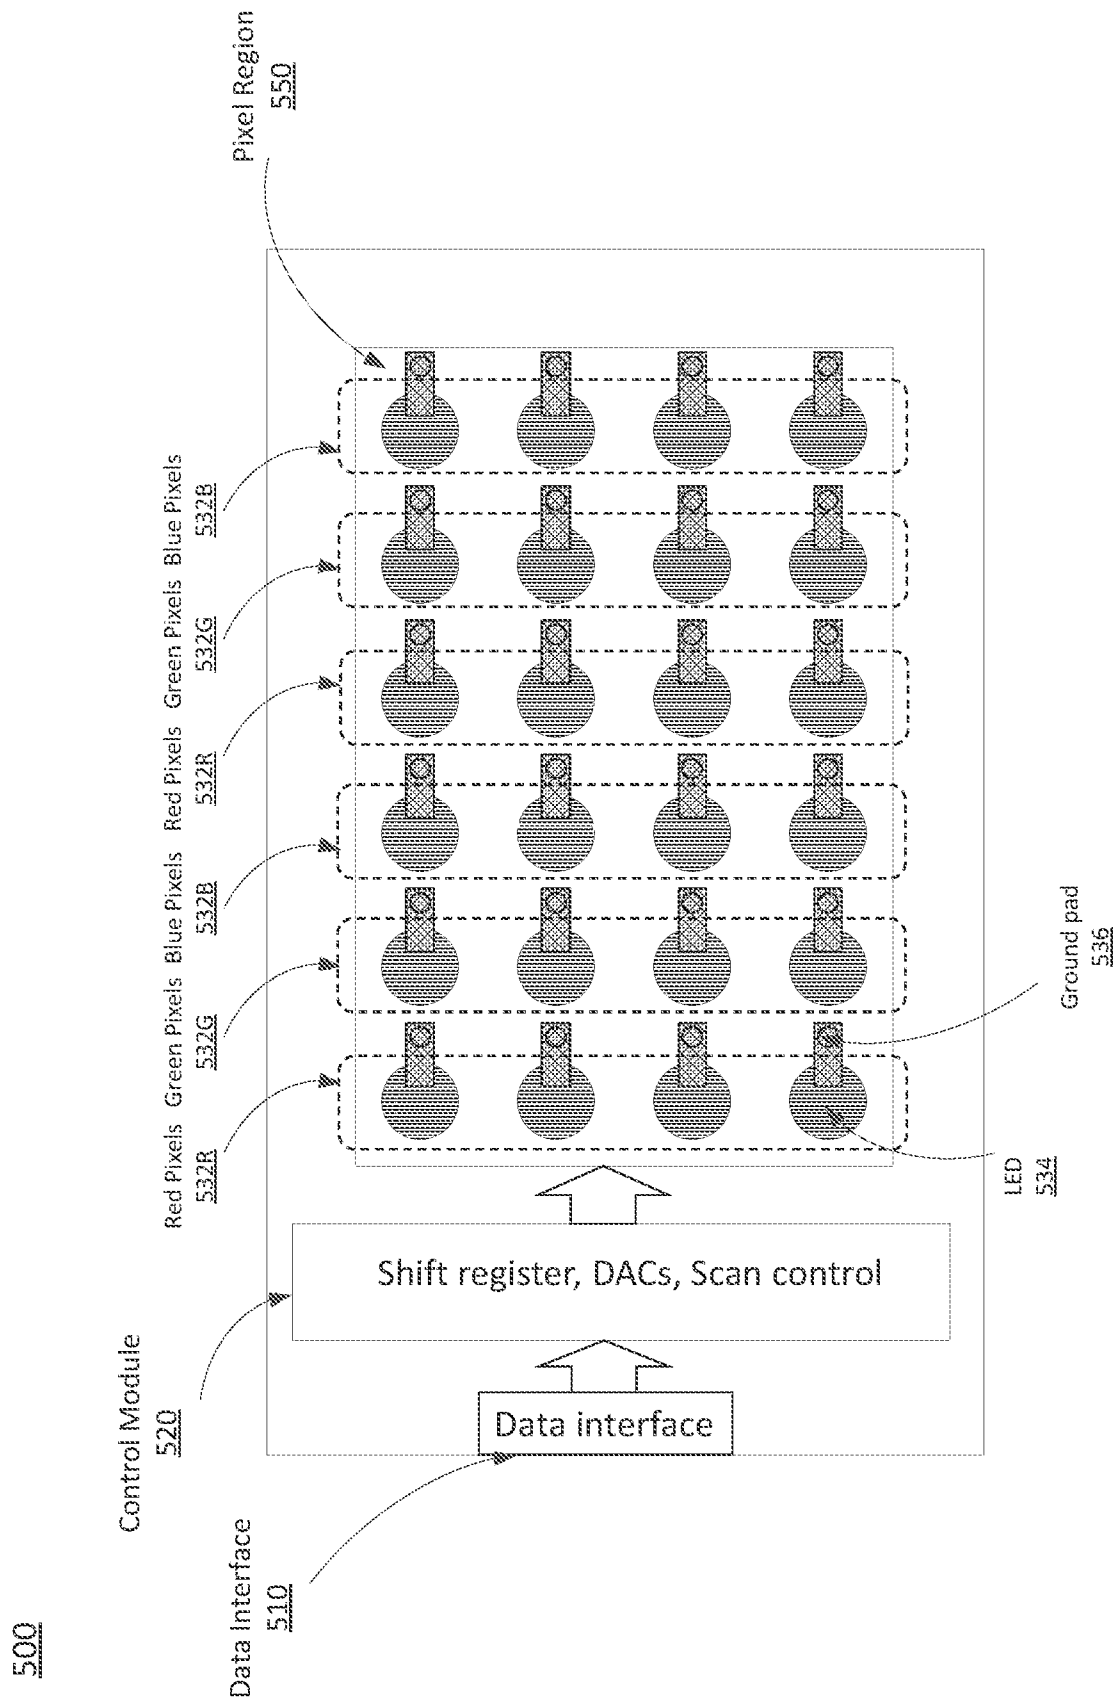 500
Data Interface
510
Control Module
520
Red Pixels
532R
Green Pixels
532G
Blue Pixels
532B
Red Pixels
532R
Green Pixels
532G
Blue Pixels
532B
Pixel Region
550
Data interface
Shift register, DACs, Scan control
LED
534
Ground pad
536